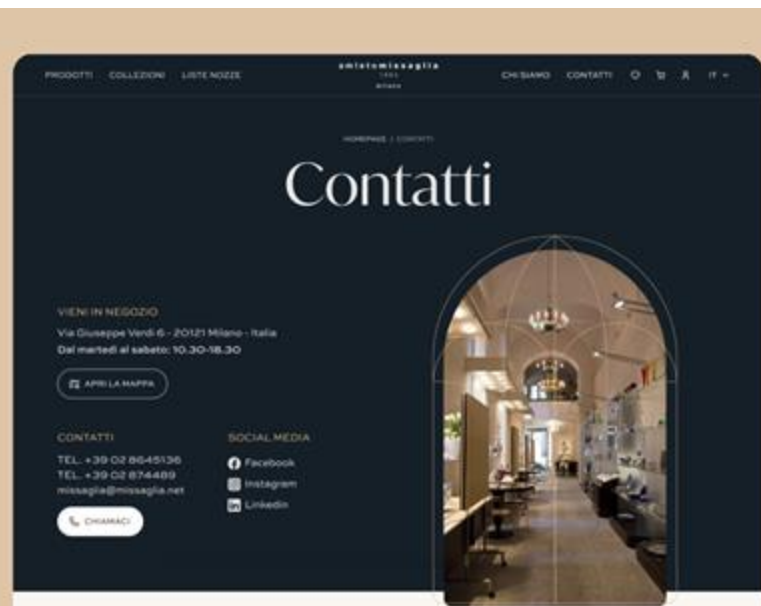 PRODOTTI COLLEZIONI LISTE NOZZE
CHI SIAMO CONTATTI IT
1994
Milano
HOMEPAGE / CONTATTI
Contatti
VIENI IN NEGOZIO
Via Giuseppe Verdi 6 - 20121 Milano - Italia
Dal martedì al sabato: 10.30-18.30
APRI LA MAPPA
CONTATTI
TEL. +39 02 8645136
TEL. +39 02 874489
missaglia@missaglia.net
CHIAMACI
SOCIAL MEDIA
Facebook
Instagram
Linkedin